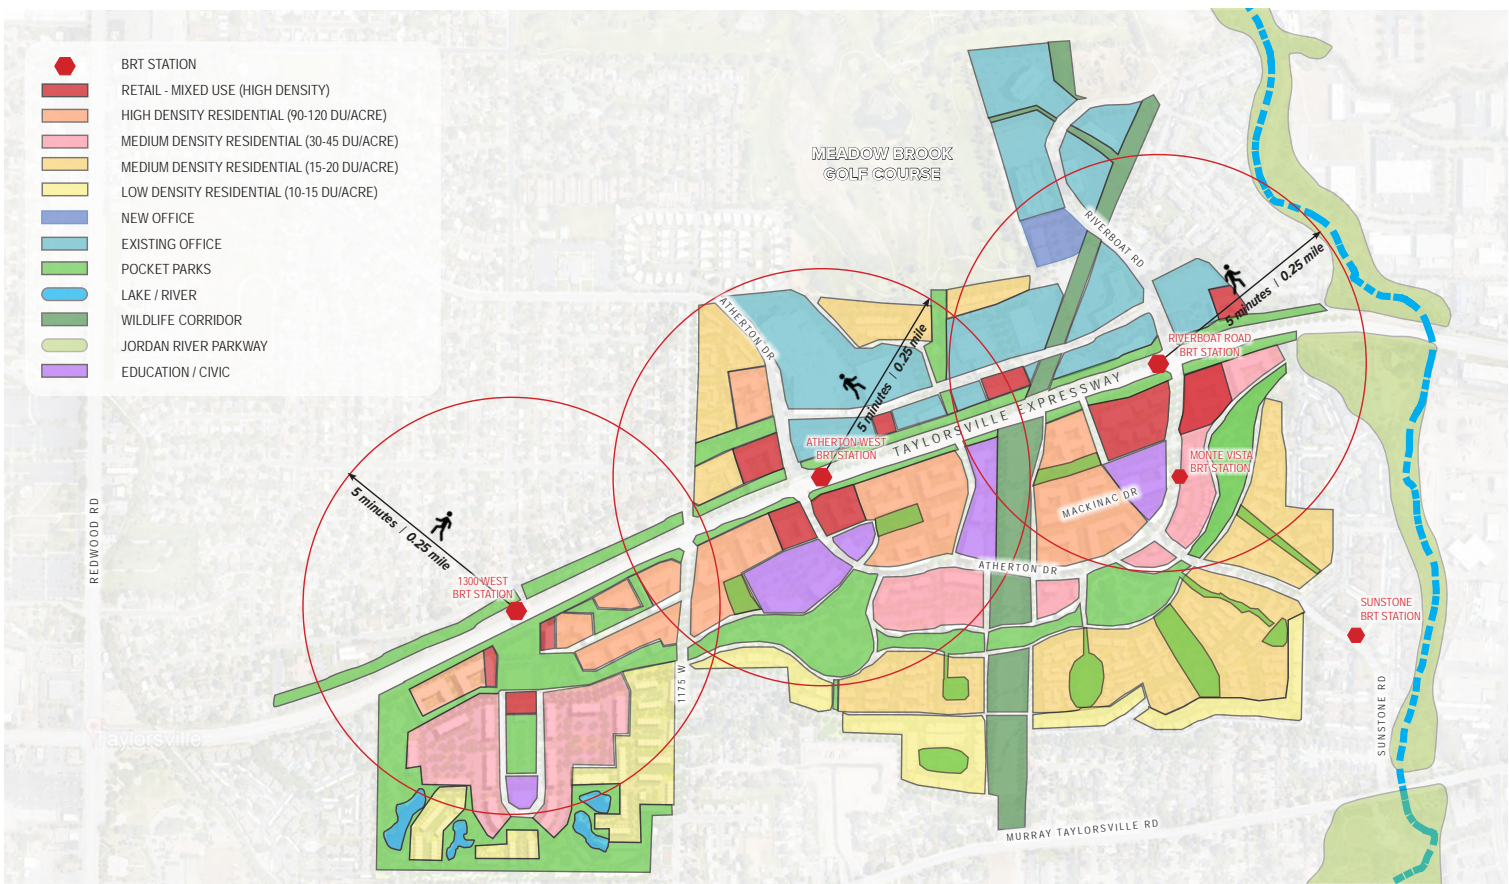 BRT STATION
RETAIL - MIXED USE (HIGH DENSITY)
HIGH DENSITY RESIDENTIAL (90-120 DU/ACRE)
MEDIUM DENSITY RESIDENTIAL (30-45 DU/ACRE)
MEDIUM DENSITY RESIDENTIAL (15-20 DU/ACRE)
LOW DENSITY RESIDENTIAL (10-15 DU/ACRE)
NEW OFFICE
EXISTING OFFICE
POCKET PARKS
LAKE / RIVER
WILDLIFE CORRIDOR
JORDAN RIVER PARKWAY
EDUCATION / CIVIC
MEADOW BROOK
GOLF COURSE
RIVERBOAT RD
5 minutes | 0.25 mile
RIVERBOAT ROAD
BRT STATION
ATHERTON DR
5 minutes | 0.25 mile
TAYLORSVILLE EXPRESSWAY
ATHERTON WEST
BRT STATION
MONTE VISTA
BRT STATION
MACKINAC DR
REDWOOD RD
5 minutes | 0.25 mile
1300 WEST
BRT STATION
ATHERTON DR
SUNSTONE
BRT STATION
1175 W
SUNSTONE RD
Taylorsville
MURRAY TAYLORSVILLE RD